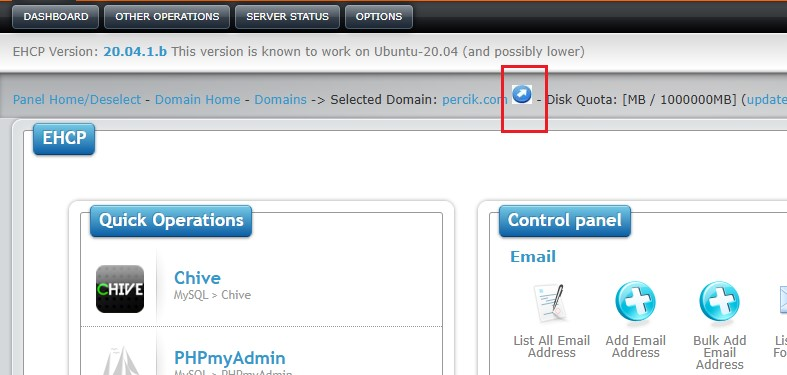 DASHBOARD OTHER OPERATIONS SERVER STATUS OPTIONS
EHCP Version: 20.04.1.b This version is known to work on Ubuntu-20.04 (and possibly lower)
Panel Home/Deselect - Domain Home - Domains -> Selected Domain: percik.com - Disk Quota: [MB / 1000000MB] (update
EHCP
Quick Operations
CHIVE
Chive
MySQL > Chive
PHPmyAdmin
MySQL > PHPmyAdmin
Control panel
Email
List All Email
Address
Add Email
Address
Bulk Add
Email
Address
Lis
Fo